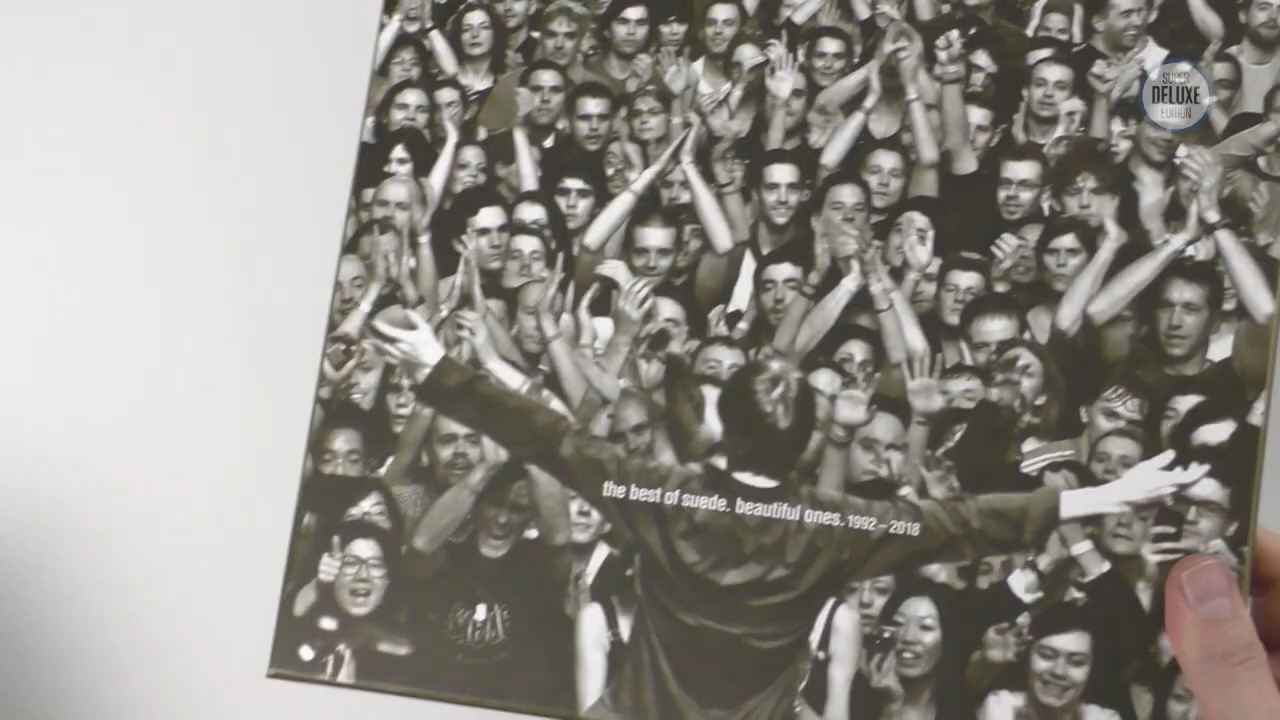 SUPER
DELUXE
EDITION
the best of suede. beautiful ones. 1992 – 2018